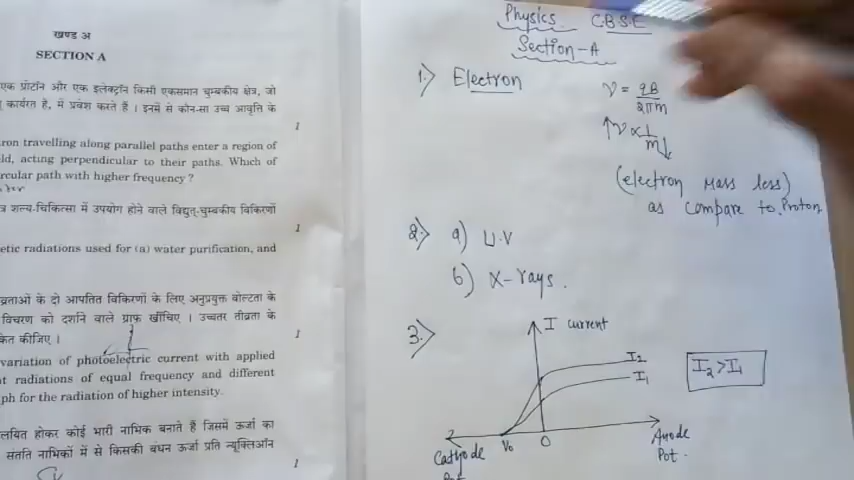 खण्ड अ
SECTION A
एक प्रोटॉन और एक इलेक्ट्रॉन किसी एकसमान चुम्बकीय क्षेत्र, जो
कार्यरत है, में प्रवेश करते हैं । इनमें से कौन-सा उच्च आवृत्ति के
1
ron travelling along parallel paths enter a region of
ld, acting perpendicular to their paths. Which of
rcular path with higher frequency ?
शल्य-चिकित्सा में उपयोग होने वाले विद्युत्-चुम्बकीय विकिरणों
1
etic radiations used for (a) water purification, and
व्रताओं के दो आपतित विकिरणों के लिए अनुप्रयुक्त वोल्टता के
विचरण को दर्शाने वाले ग्राफ़ खींचिए । उच्चतर तीव्रता के
केत कीजिए ।
1
variation of photoelectric current with applied
t radiations of equal frequency and different
ph for the radiation of higher intensity.
लयित होकर कोई भारी नाभिक बनाते हैं जिसमें ऊर्जा का
संतति नाभिकों में से किसकी बंधन ऊर्जा प्रति न्यूक्लिऑन
1
Physics CBSE
Section-A
1.> Electron
ν = qB/2πm
↑ν ∝ 1/m↓
(electron mass less)
as compare to Proton
2.> a) U.V
b) X-rays.
3.>
I current
I2
I1
I2 > I1
V0 0
Cathode
Anode
Pot.